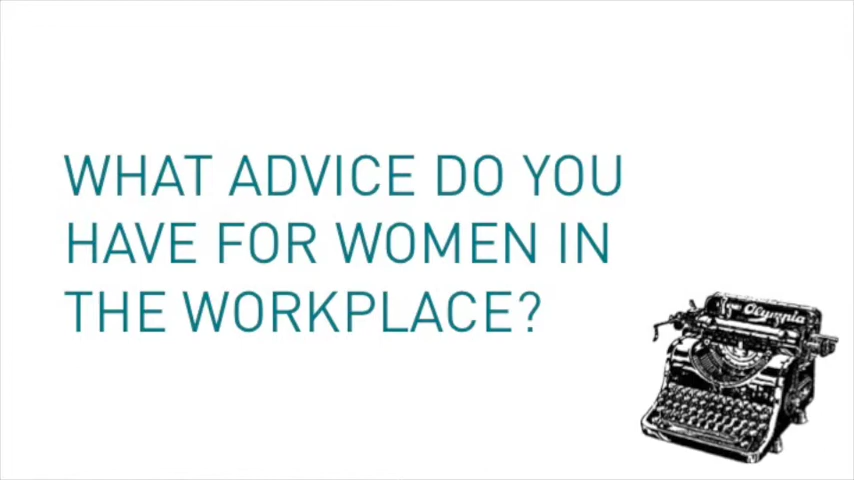 WHAT ADVICE DO YOU
HAVE FOR WOMEN IN
THE WORKPLACE?
Olympia